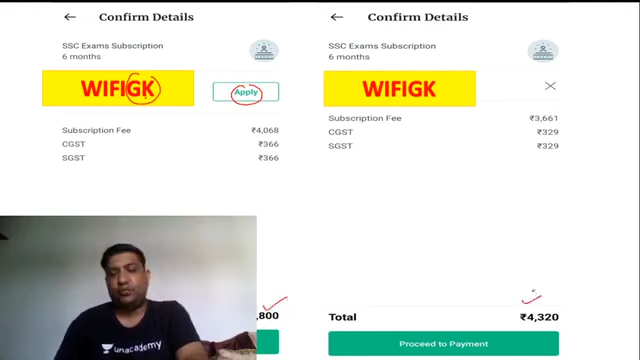 Confirm Details
SSC Exams Subscription
6 months
WIFIGK
Apply
Subscription Fee ₹4,068
CGST ₹366
SGST ₹366
,800
unacademy
Confirm Details
SSC Exams Subscription
6 months
WIFIGK
Subscription Fee ₹3,661
CGST ₹329
SGST ₹329
Total ₹4,320
Proceed to Payment